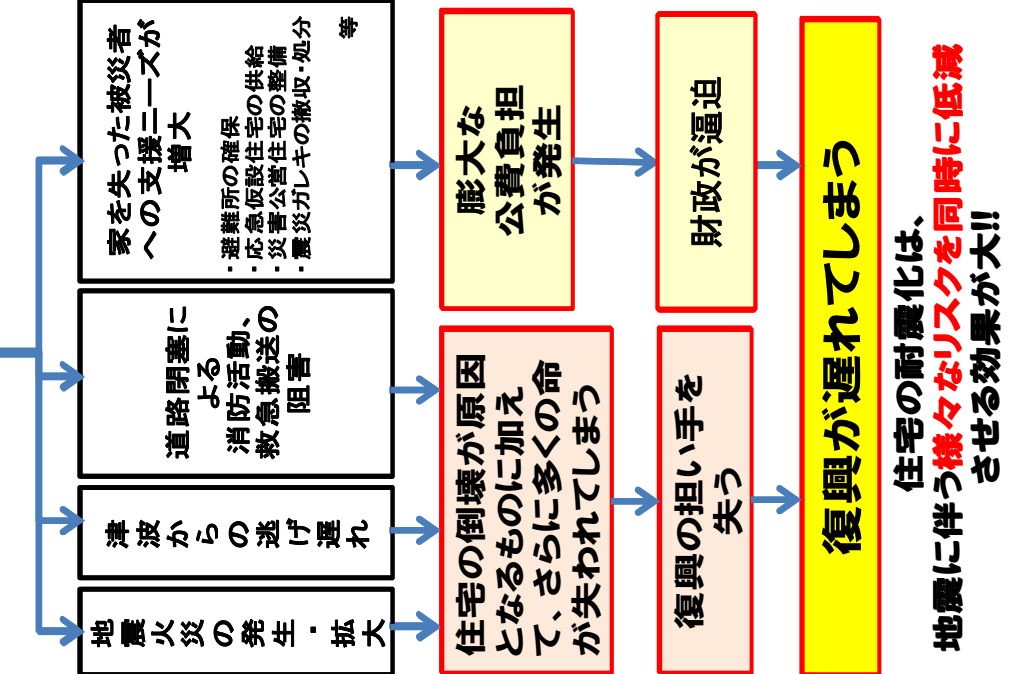 地震火災の発生・拡大
津波からの逃げ遅れ
道路閉塞に
よる
消防活動、
救急搬送の
阻害
家を失った被災者
への支援ニーズが
増大
・避難所の確保
・応急仮設住宅の供給
・災害公営住宅の整備
・震災ガレキの撤収・処分
等
住宅の倒壊が原因
となるものに加え
て、さらに多くの命
が失われてしまう
膨大な
公費負担
が発生
復興の担い手を
失う
財政が逼迫
復興が遅れてしまう
住宅の耐震化は、
地震に伴う様々なリスクを同時に低減
させる効果が大!!